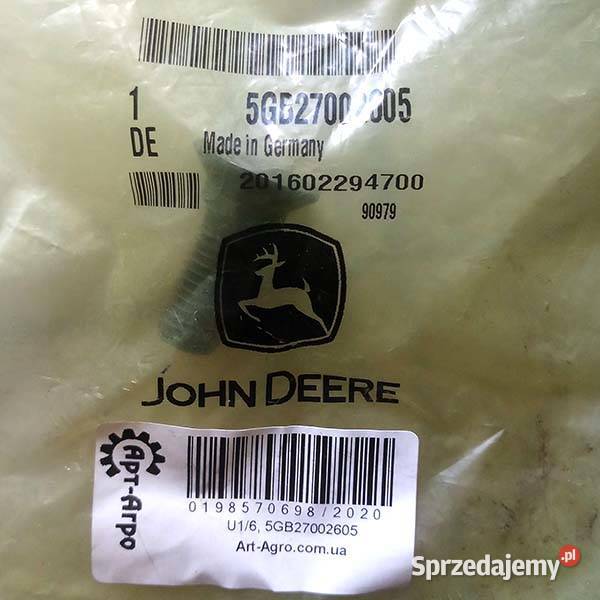 1
5GB27002605
DE
Made in Germany
201602294700
90979
JOHN DEERE
Арт-Агро
0198570698/2020
U1/6, 5GB27002605
Art-Agro.com.ua
Sprzedajemy.pl